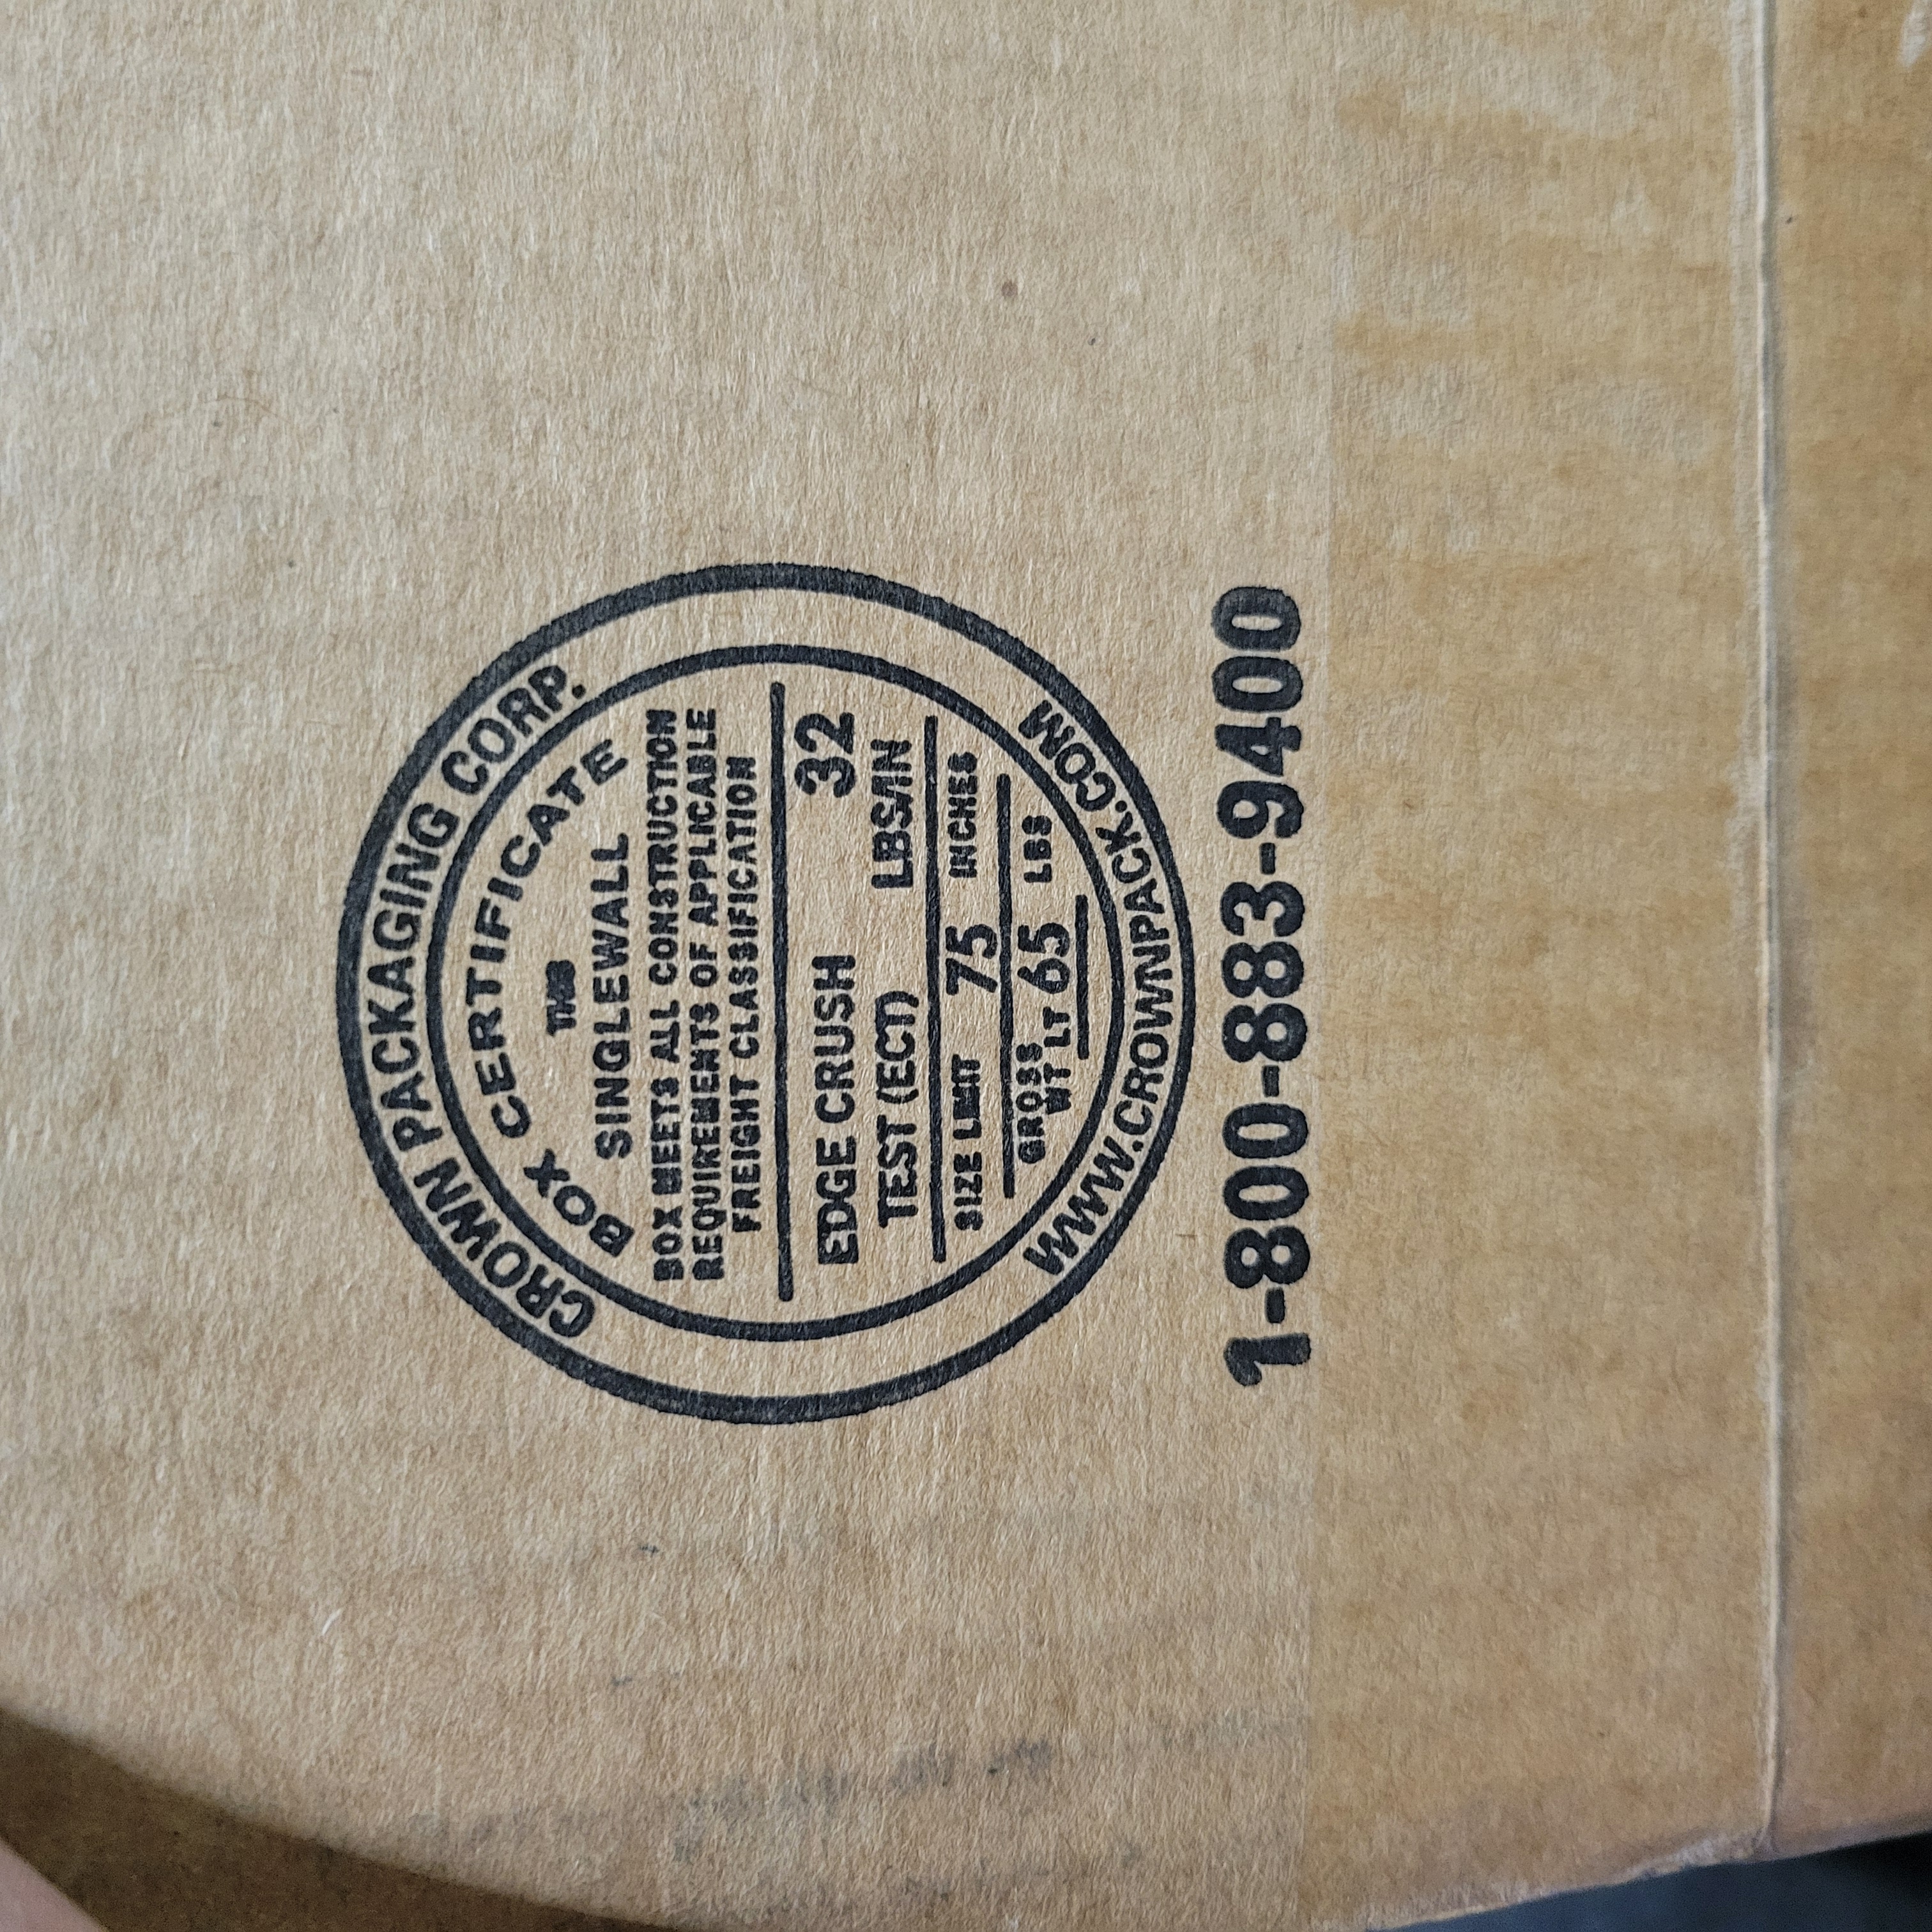 CROWN PACKAGING CORP.
BOX CERTIFICATE
THIS
SINGLEWALL
BOX MEETS ALL CONSTRUCTION
REQUIREMENTS OF APPLICABLE
FREIGHT CLASSIFICATION
EDGE CRUSH 32
TEST (ECT) LBS/IN
SIZE LIMIT 75 INCHES
GROSS
WT LT 65 LBS
WWW.CROWNPACK.COM
1-800-883-9400